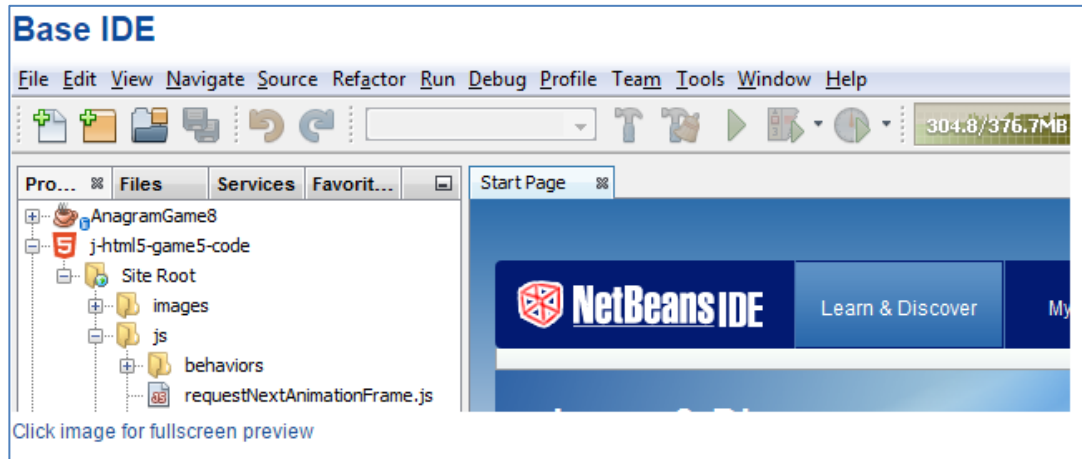 Base IDE
File Edit View Navigate Source Refactor Run Debug Profile Team Tools Window Help
304.8/376.7MB
Pro... Files Services Favorit... Start Page
AnagramGame8
j-html5-game5-code
Site Root
images
NetBeans IDE Learn & Discover My
js
behaviors
requestNextAnimationFrame.js
Click image for fullscreen preview